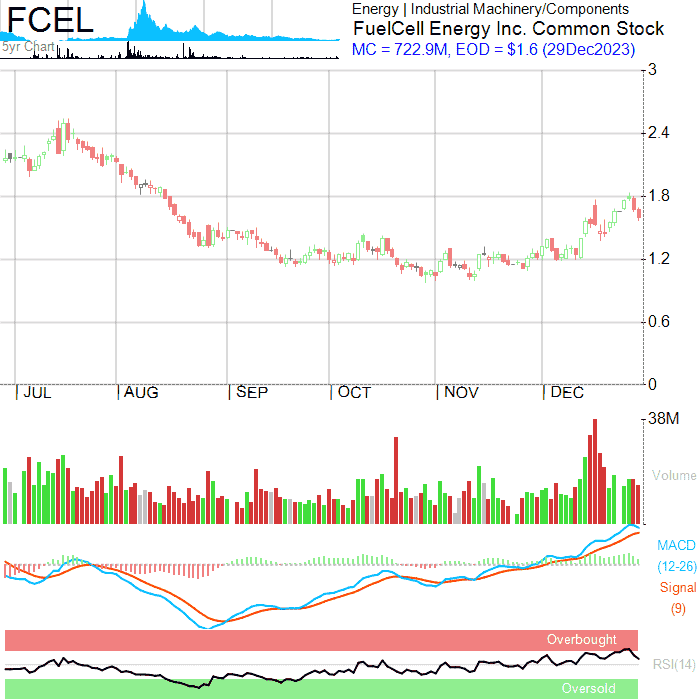 FCEL
5yr Chart
Energy | Industrial Machinery/Components
FuelCell Energy Inc. Common Stock
MC = 722.9M, EOD = $1.6 (29Dec2023)
3
2.4
1.8
1.2
0.6
0
JUL AUG SEP OCT NOV DEC
38M
Volume
MACD
(12-26)
Signal
(9)
Overbought
RSI(14)
Oversold